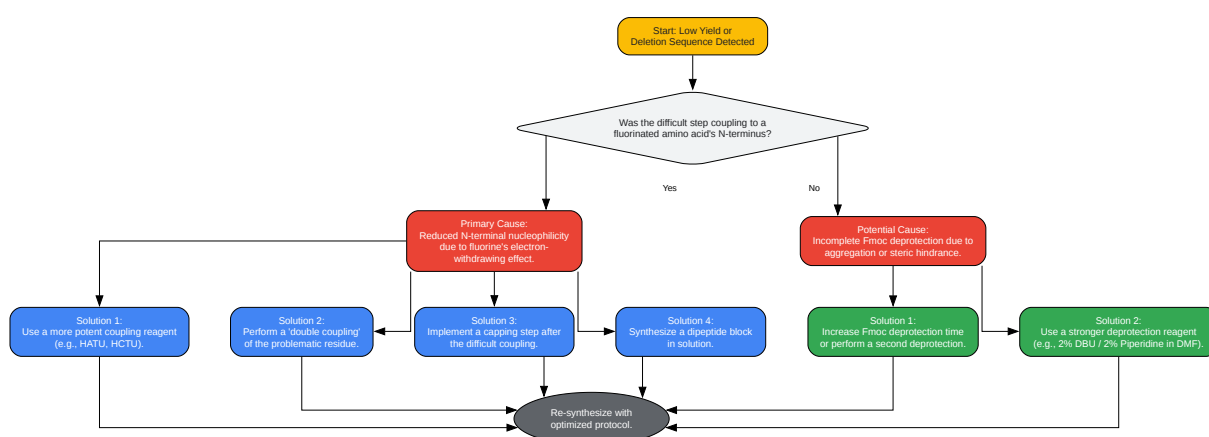 Start: Low Yield or
Deletion Sequence Detected
Was the difficult step coupling to a
fluorinated amino acid's N-terminus?
Yes
No
Primary Cause:
Reduced N-terminal nucleophilicity
due to fluorine's electron-
withdrawing effect.
Potential Cause:
Incomplete Fmoc deprotection due to
aggregation or steric hindrance.
Solution 1:
Use a more potent coupling reagent
(e.g., HATU, HCTU).
Solution 2:
Perform a 'double coupling'
of the problematic residue.
Solution 3:
Implement a capping step after
the difficult coupling.
Solution 4:
Synthesize a dipeptide block
in solution.
Solution 1:
Increase Fmoc deprotection time
or perform a second deprotection.
Solution 2:
Use a stronger deprotection reagent
(e.g., 2% DBU / 2% Piperidine in DMF).
Re-synthesize with
optimized protocol.